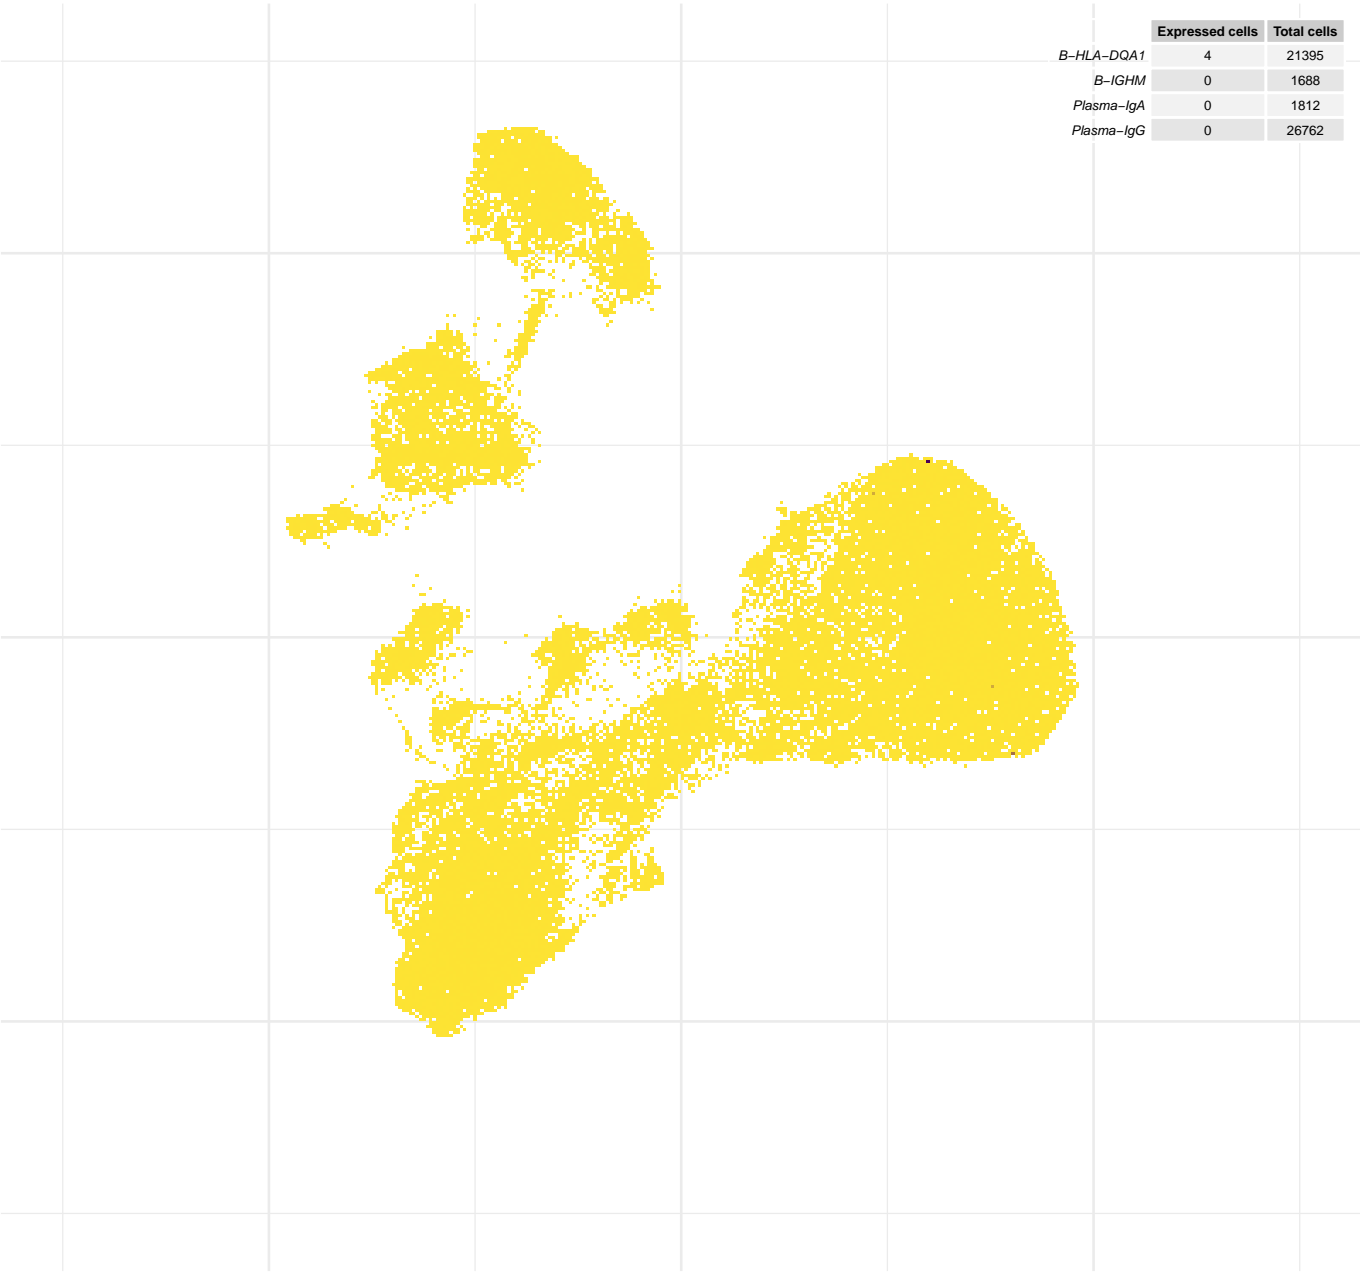 Expressed cells Total cells
B−HLA−DQA1 4 21395
B−IGHM 0 1688
Plasma−IgA 0 1812
Plasma−IgG 0 26762